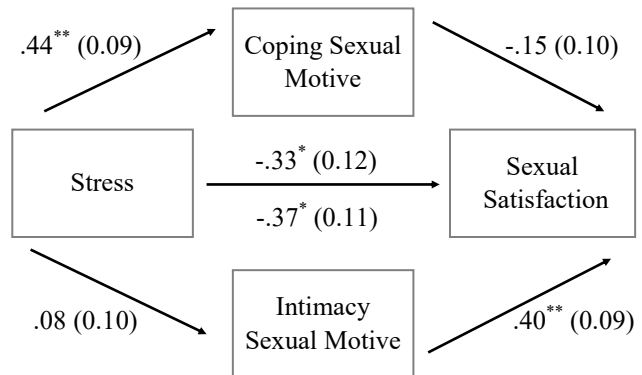 .44** (0.09)
Coping Sexual
Motive
-.15 (0.10)
Stress
-.33* (0.12)
-.37* (0.11)
Sexual
Satisfaction
.08 (0.10)
Intimacy
Sexual Motive
.40** (0.09)